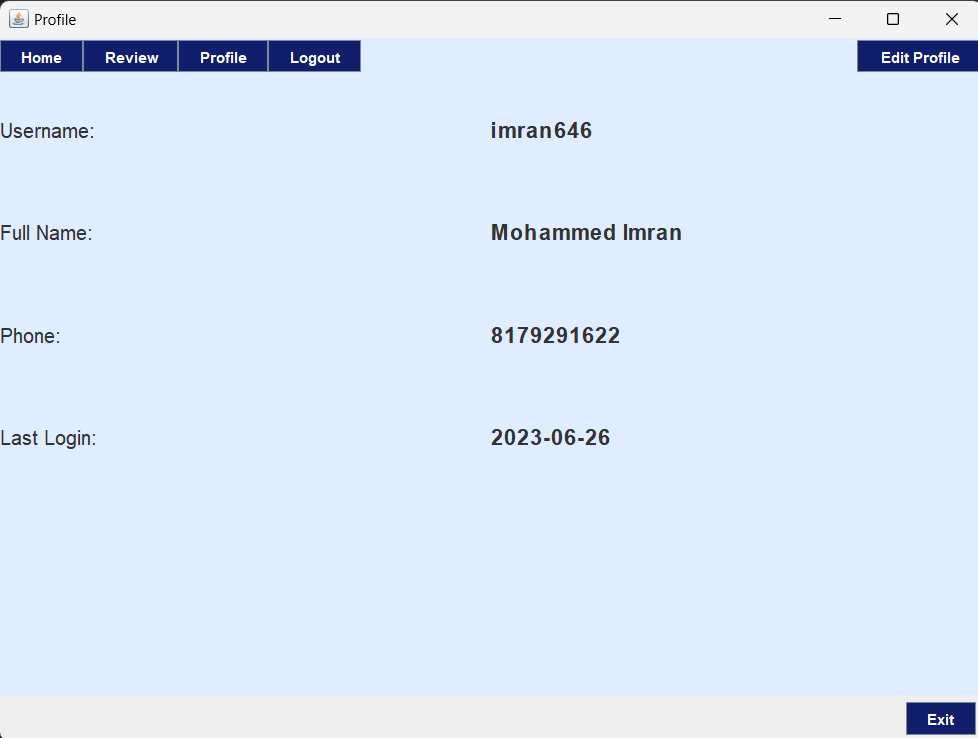 Profile
Home Review Profile Logout Edit Profile
Username: imran646
Full Name: Mohammed Imran
Phone: 8179291622
Last Login: 2023-06-26
Exit